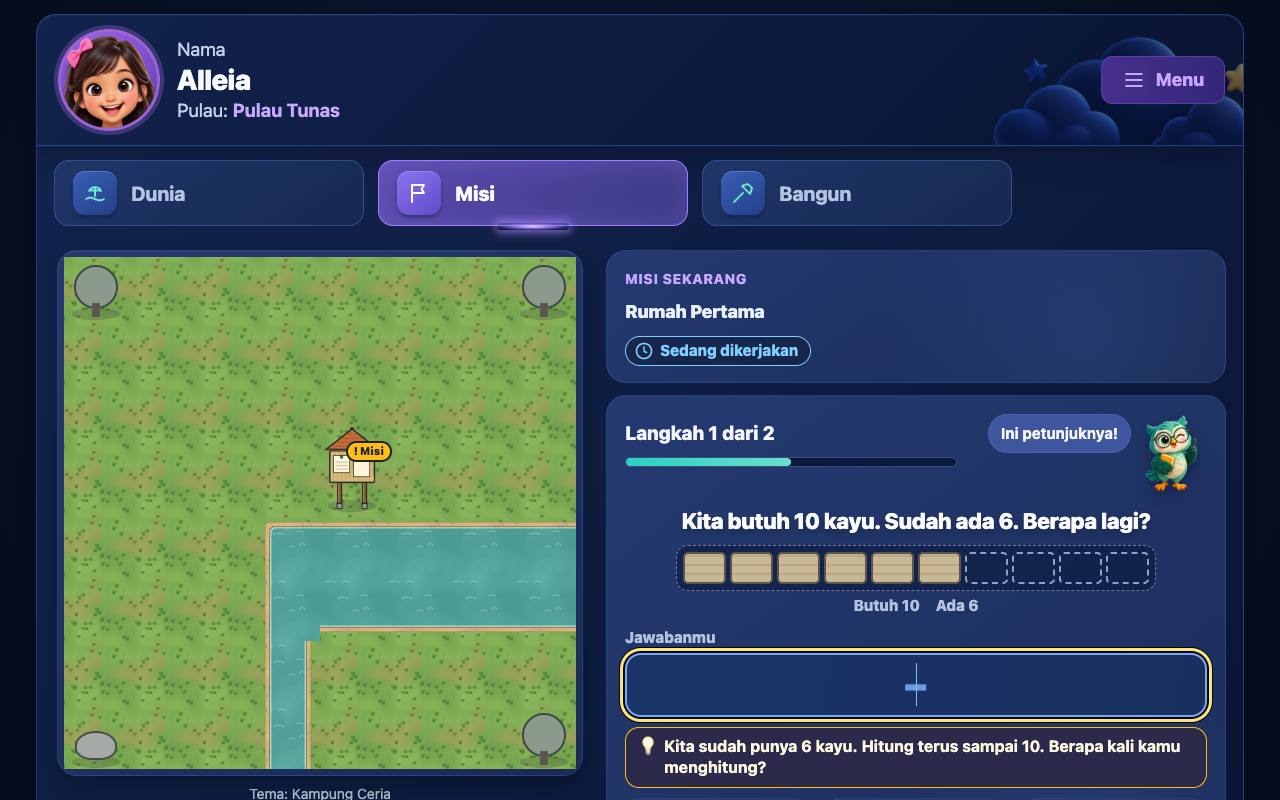 Nama
Alleia
Pulau: Pulau Tunas
Menu
Dunia
Misi
Bangun
! Misi
Tema: Kampung Ceria
MISI SEKARANG
Rumah Pertama
Sedang dikerjakan
Langkah 1 dari 2
Ini petunjuknya!
Kita butuh 10 kayu. Sudah ada 6. Berapa lagi?
Butuh 10 Ada 6
Jawabanmu
Kita sudah punya 6 kayu. Hitung terus sampai 10. Berapa kali kamu
menghitung?